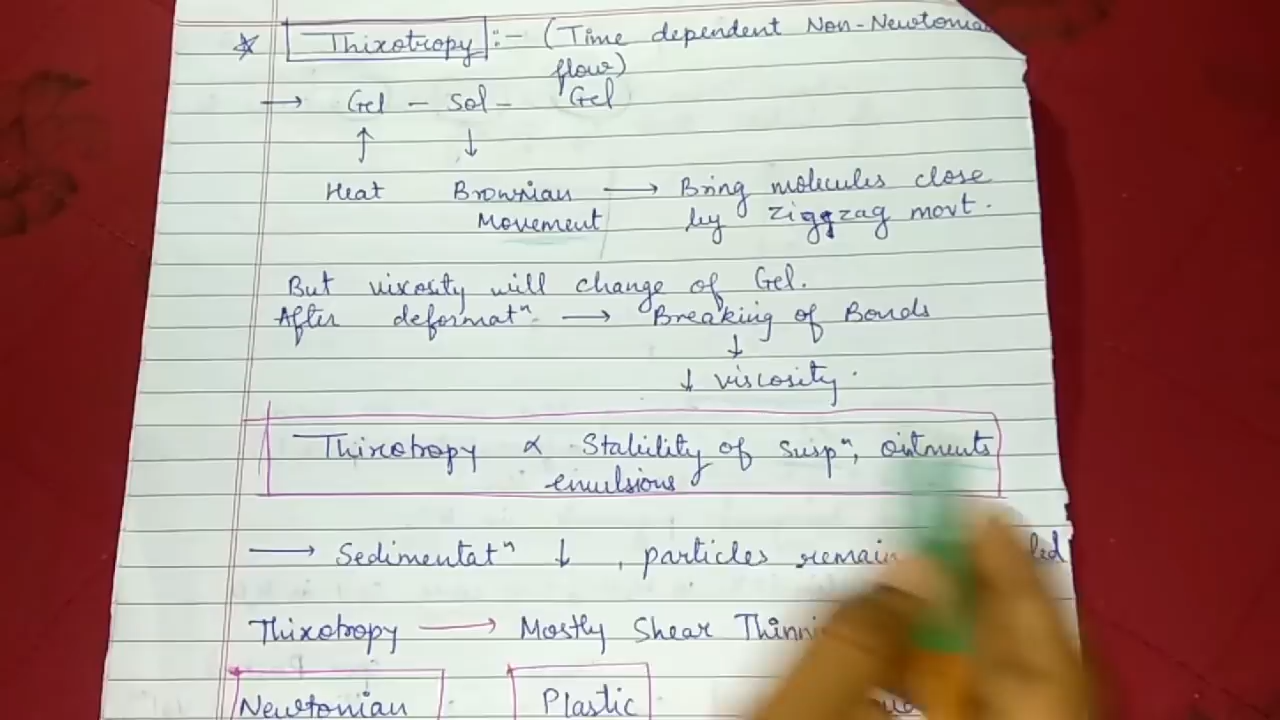 ☆ Thixotropy :- (Time dependent Non-Newtonian
flow)
→ Gel - Sol - Gel
↑ ↓
Heat Brownian → Bring molecules close
Movement by zigzag movt.
But vixosity will change of Gel.
After deformatⁿ → Breaking of Bonds
↓
↓ viscosity.
Thixotropy ∝ Stability of Suspⁿ, ointments
emulsions
→ Sedimentatⁿ ↓, particles remain
Thixotropy → Mostly Shear
Newtonian Plastic